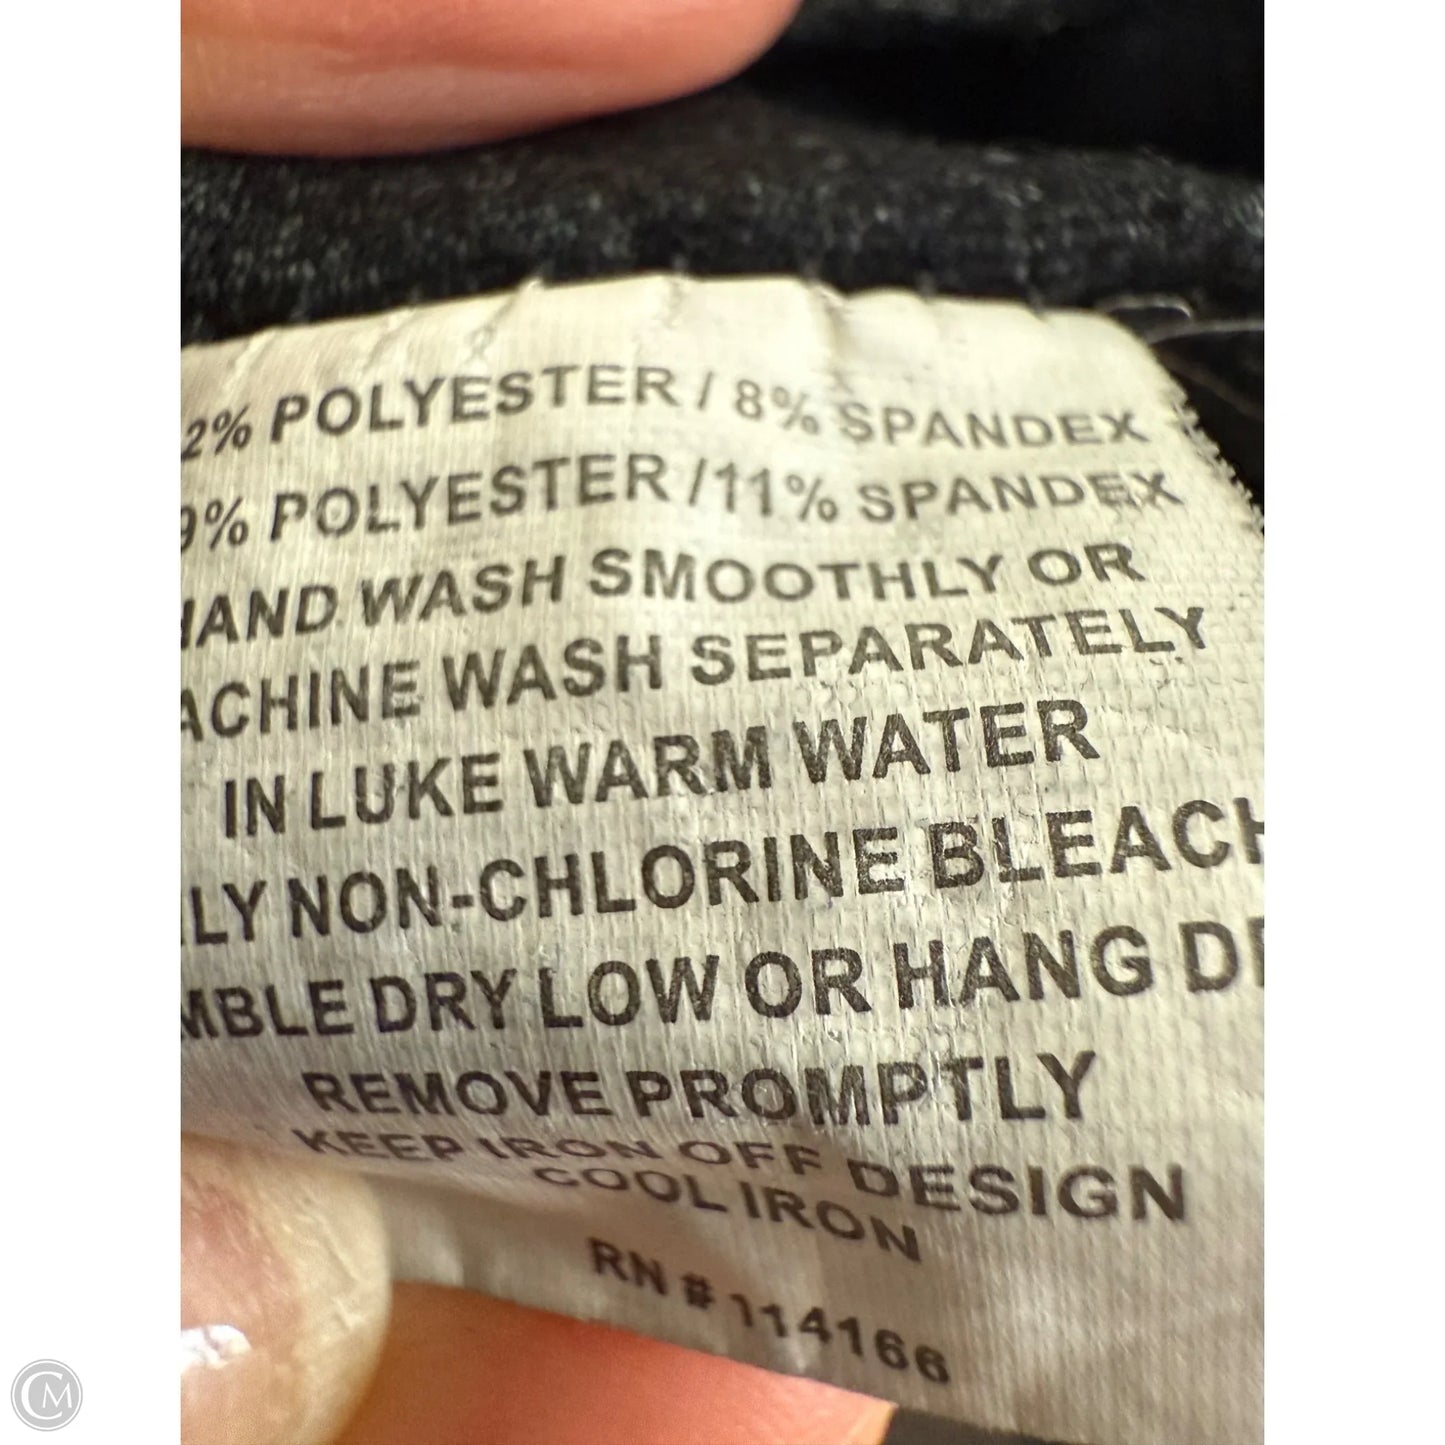 2% POLYESTER / 8% SPANDEX
9% POLYESTER / 11% SPANDEX
HAND WASH SMOOTHLY OR
ACHINE WASH SEPARATELY
IN LUKE WARM WATER
LY NON-CHLORINE BLEACH
MBLE DRY LOW OR HANG D
REMOVE PROMPTLY
KEEP IRON OFF DESIGN
COOL IRON
RN # 114166
CM